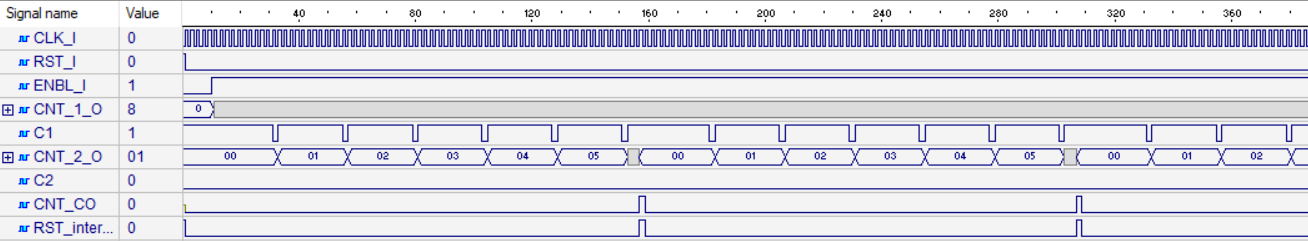 Signal name Value 40 80 120 160 200 240 280 320 360
CLK_I 0
RST_I 0
ENBL_I 1
CNT_1_O 8 0
C1 1
CNT_2_O 01 00 01 02 03 04 05 00 01 02 03 04 05 00 01 02
C2 0
CNT_CO 0
RST_inter... 0